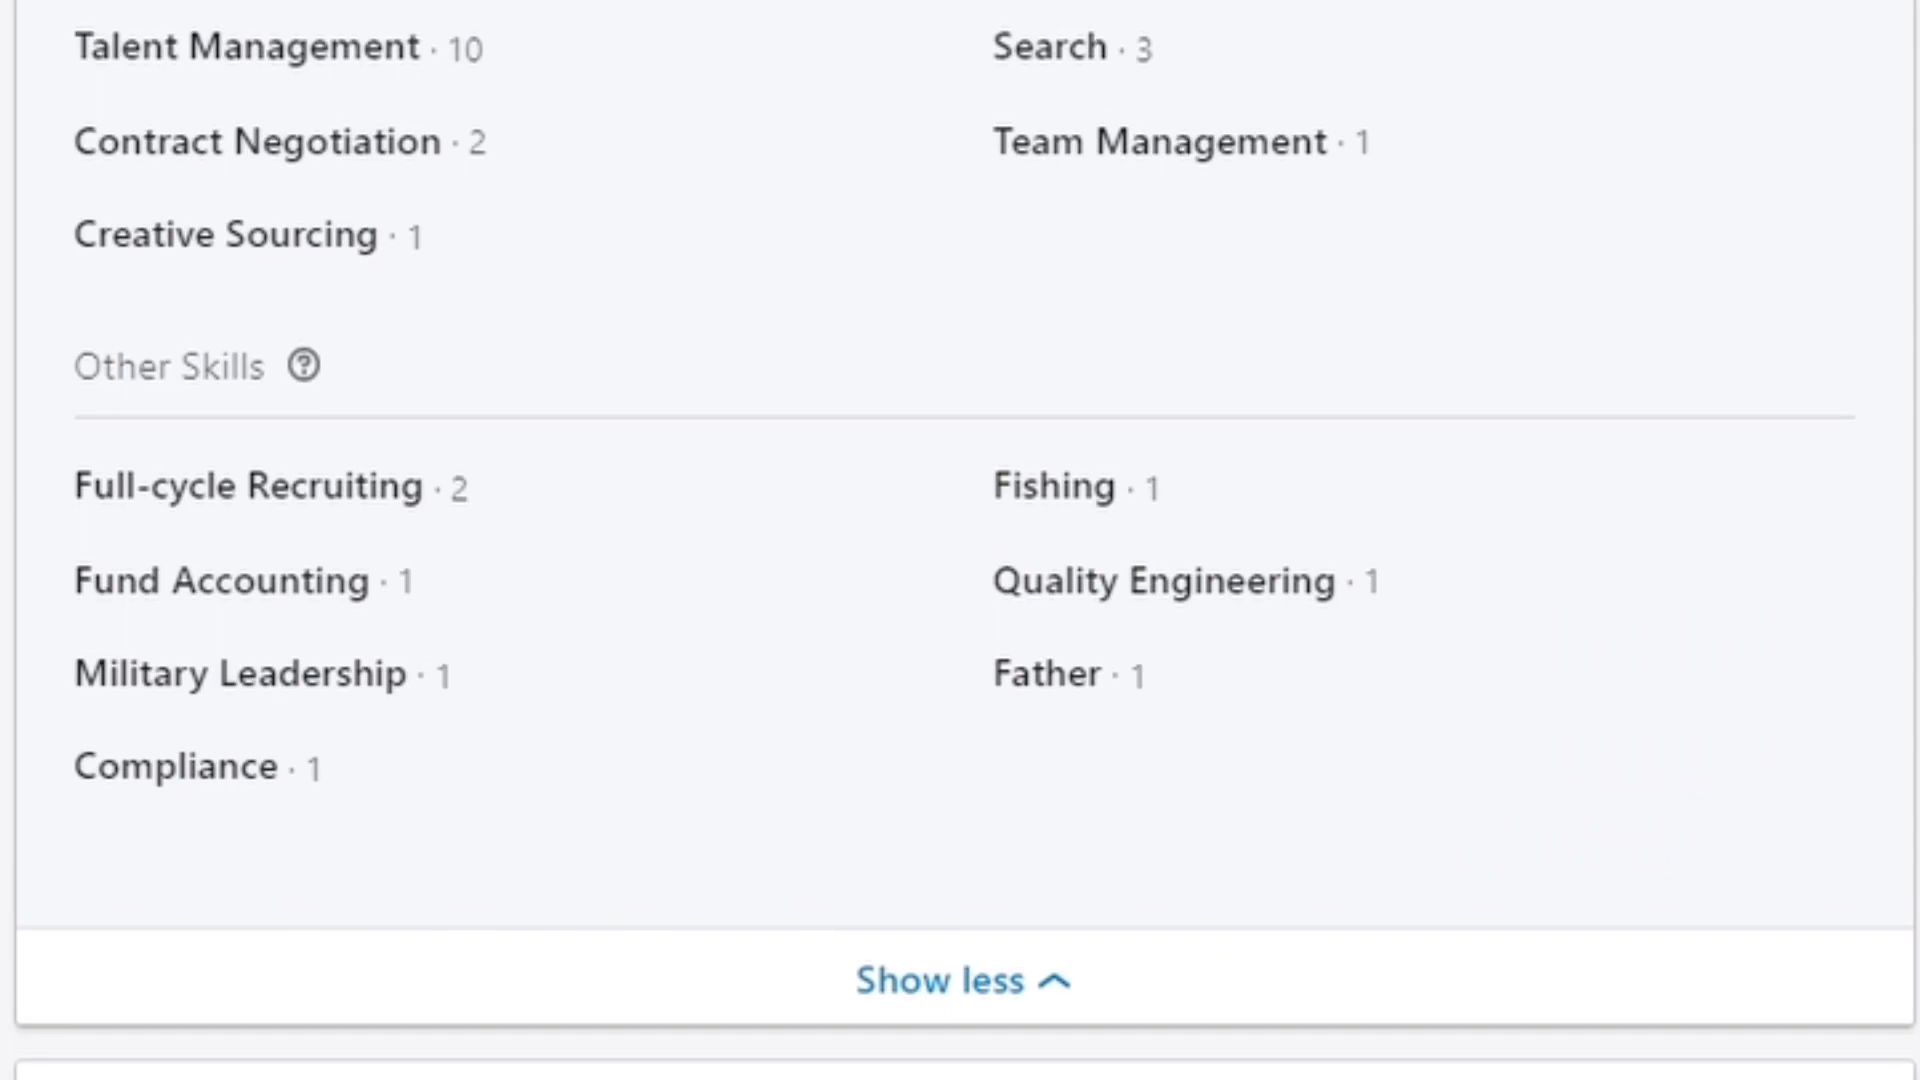 Talent Management · 10
Search · 3
Contract Negotiation · 2
Team Management · 1
Creative Sourcing · 1
Other Skills ?
Full-cycle Recruiting · 2
Fishing · 1
Fund Accounting · 1
Quality Engineering · 1
Military Leadership · 1
Father · 1
Compliance · 1
Show less